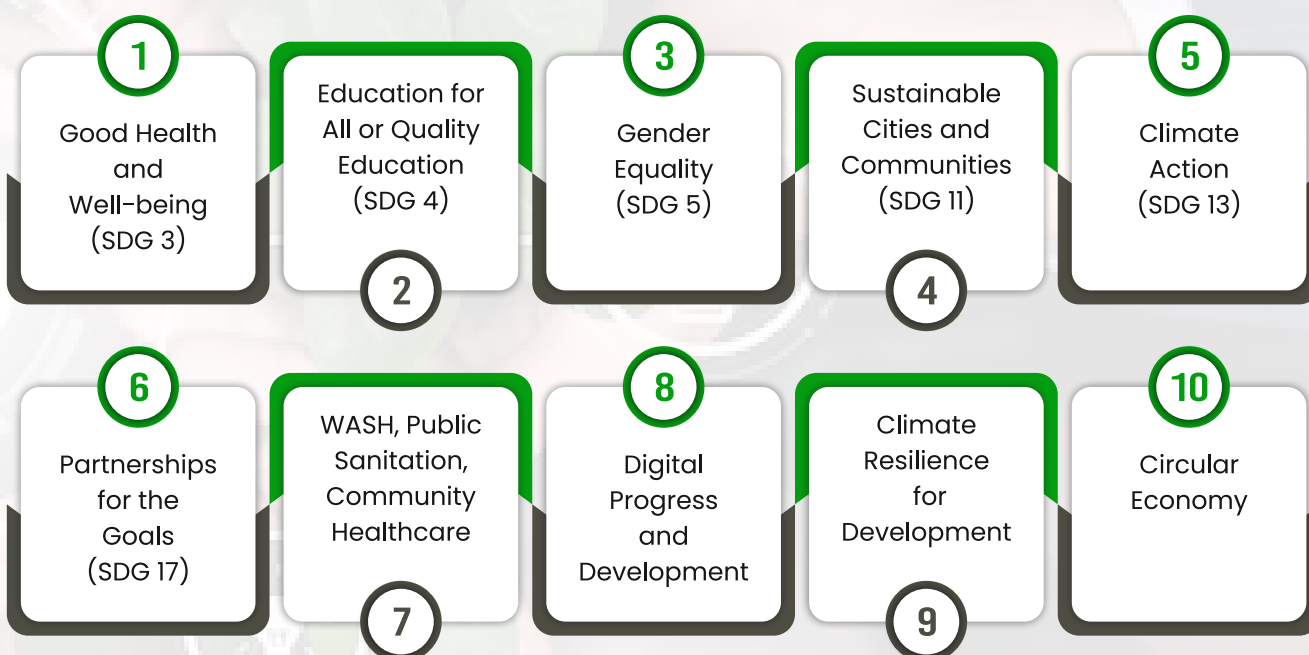 1
Good Health
and
Well-being
(SDG 3)
Education for
All or Quality
Education
(SDG 4)
2
3
Gender
Equality
(SDG 5)
Sustainable
Cities and
Communities
(SDG 11)
4
5
Climate
Action
(SDG 13)
6
Partnerships
for the
Goals
(SDG 17)
WASH, Public
Sanitation,
Community
Healthcare
7
8
Digital
Progress
and
Development
Climate
Resilience
for
Development
9
10
Circular
Economy